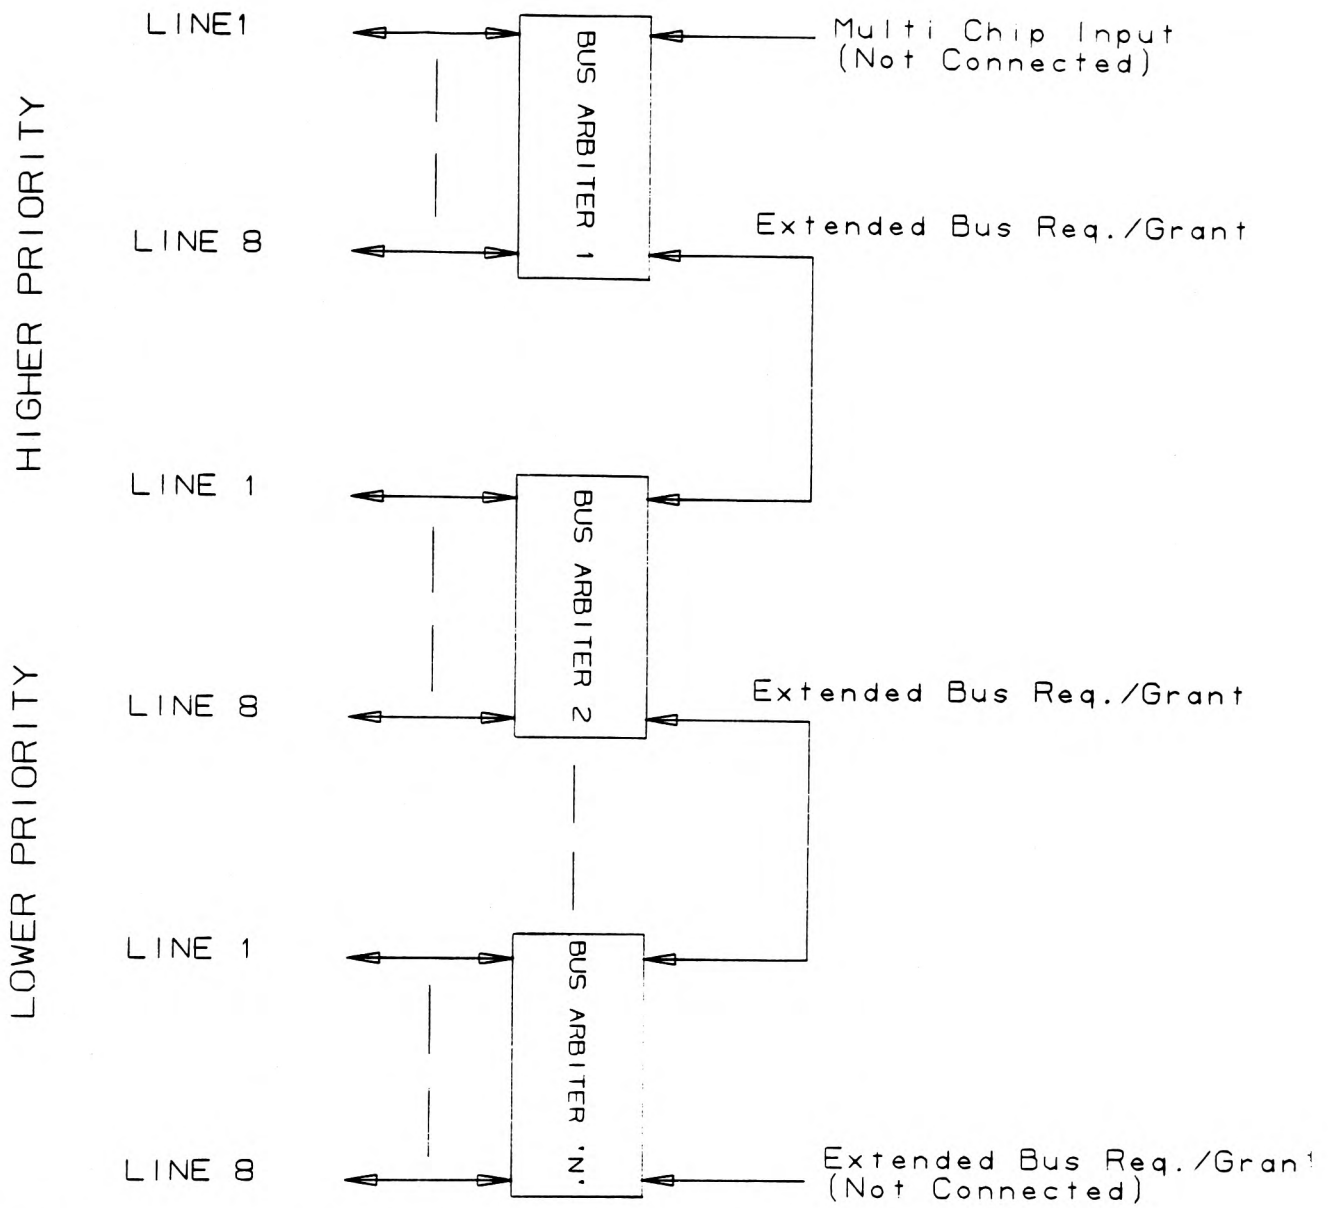 LINE1
Multi Chip Input
(Not Connected)
BUS ARBITER 1
HIGHER PRIORITY
LINE 8
Extended Bus Req./Grant
LINE 1
BUS ARBITER 2
LOWER PRIORITY
LINE 8
Extended Bus Req./Grant
LINE 1
BUS ARBITER 'N'
LINE 8
Extended Bus Req./Grant
(Not Connected)